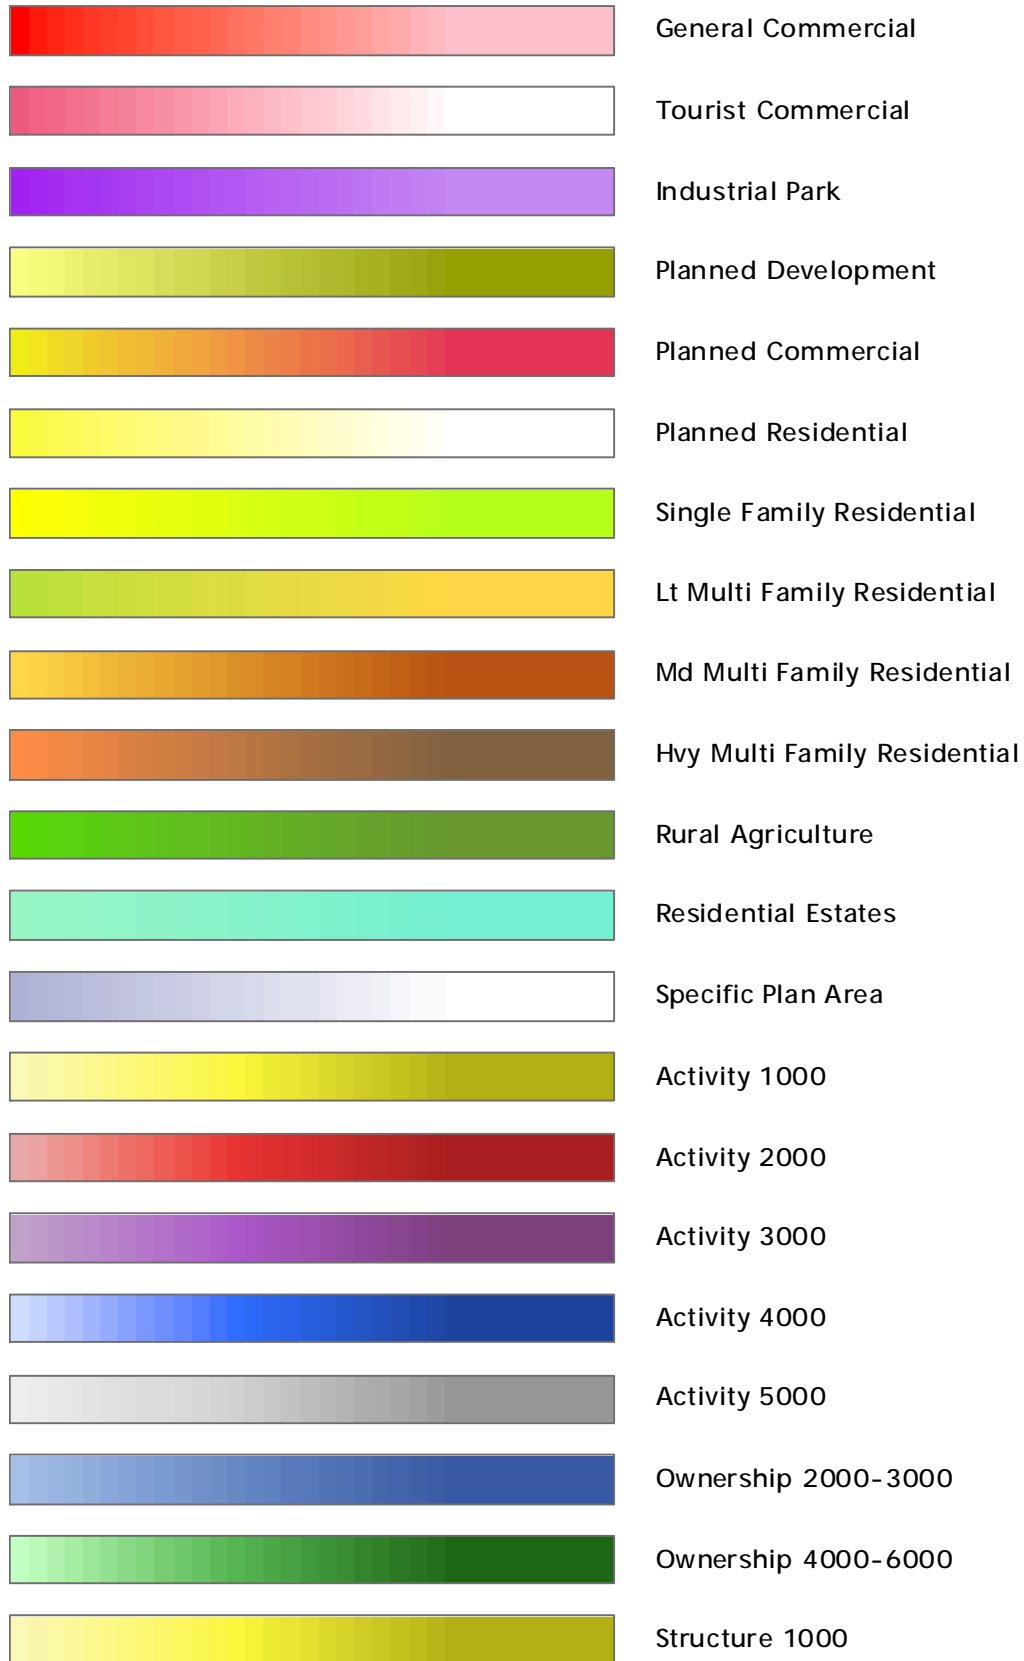 General Commercial
Tourist Commercial
Industrial Park
Planned Development
Planned Commercial
Planned Residential
Single Family Residential
Lt Multi Family Residential
Md Multi Family Residential
Hvy Multi Family Residential
Rural Agriculture
Residential Estates
Specific Plan Area
Activity 1000
Activity 2000
Activity 3000
Activity 4000
Activity 5000
Ownership 2000-3000
Ownership 4000-6000
Structure 1000